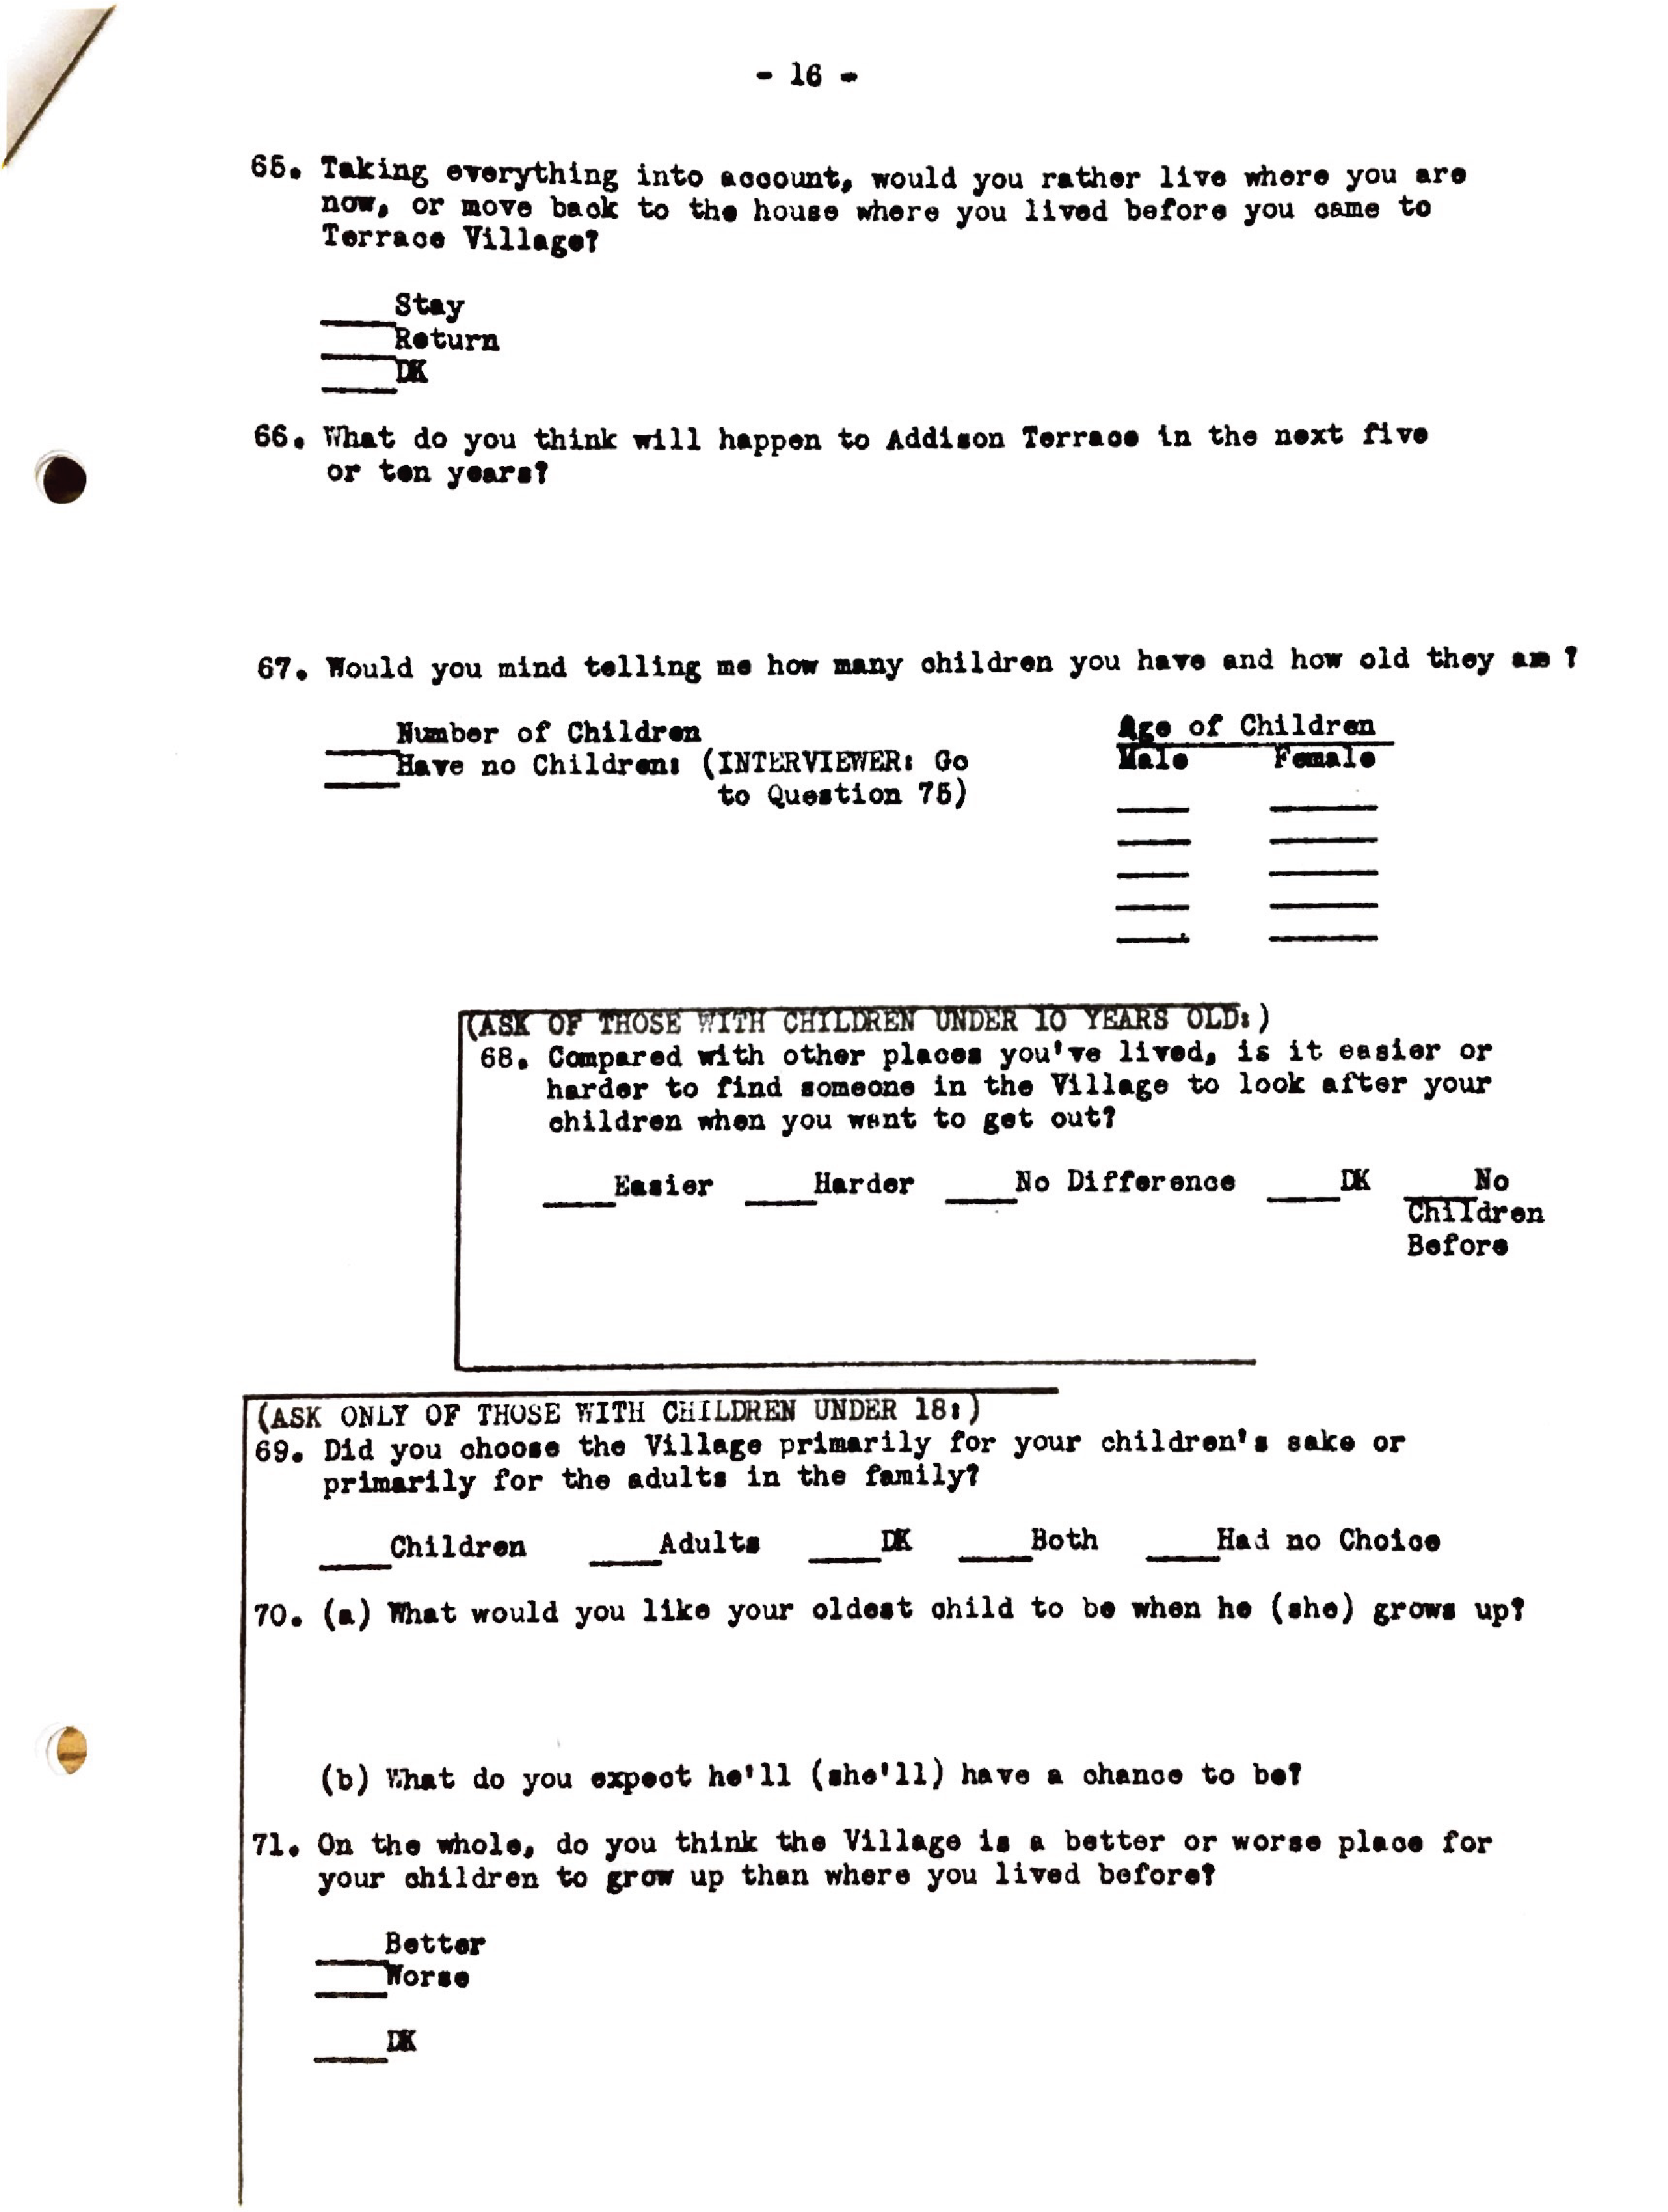 - 16 -
65. Taking everything into account, would you rather live where you are
now, or move back to the house where you lived before you came to
Terrace Village?
____Stay
____Return
____DK
66. What do you think will happen to Addison Terrace in the next five
or ten years?
67. Would you mind telling me how many children you have and how old they are ?
____Number of Children
____Have no Children: (INTERVIEWER: Go
to Question 75)
Age of Children
Male Female
(ASK OF THOSE WITH CHILDREN UNDER 10 YEARS OLD:)
68. Compared with other places you've lived, is it easier or
harder to find someone in the Village to look after your
children when you want to get out?
____Easier ____Harder ____No Difference ____DK ____No
Children
Before
(ASK ONLY OF THOSE WITH CHILDREN UNDER 18:)
69. Did you choose the Village primarily for your children's sake or
primarily for the adults in the family?
____Children ____Adults ____DK ____Both ____Had no Choice
70. (a) What would you like your oldest child to be when he (she) grows up?
(b) What do you expect he'll (she'll) have a chance to be?
71. On the whole, do you think the Village is a better or worse place for
your children to grow up than where you lived before?
____Better
____Worse
____DK